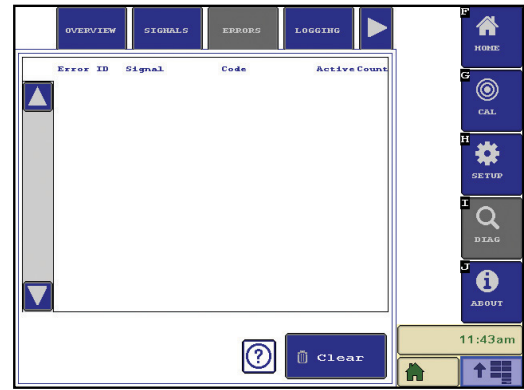 OVERVIEW SIGNALS ERRORS LOGGING
Error ID Signal Code Active Count
? Clear
F
HOME
G
CAL
H
SETUP
I
DIAG
J
ABOUT
11:43am